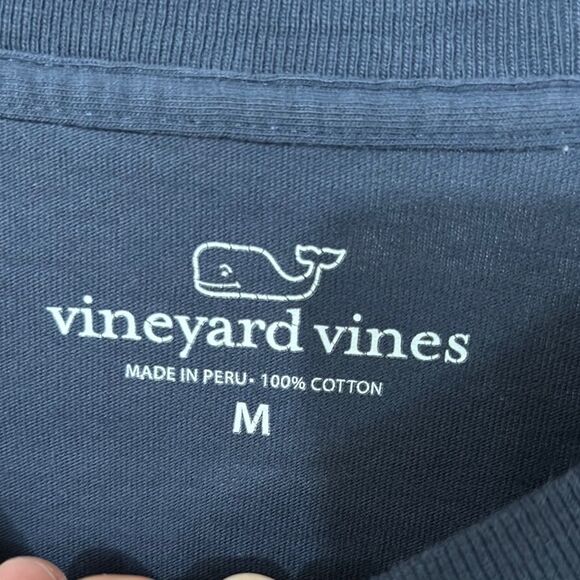 vineyard vines
MADE IN PERU• 100% COTTON
M